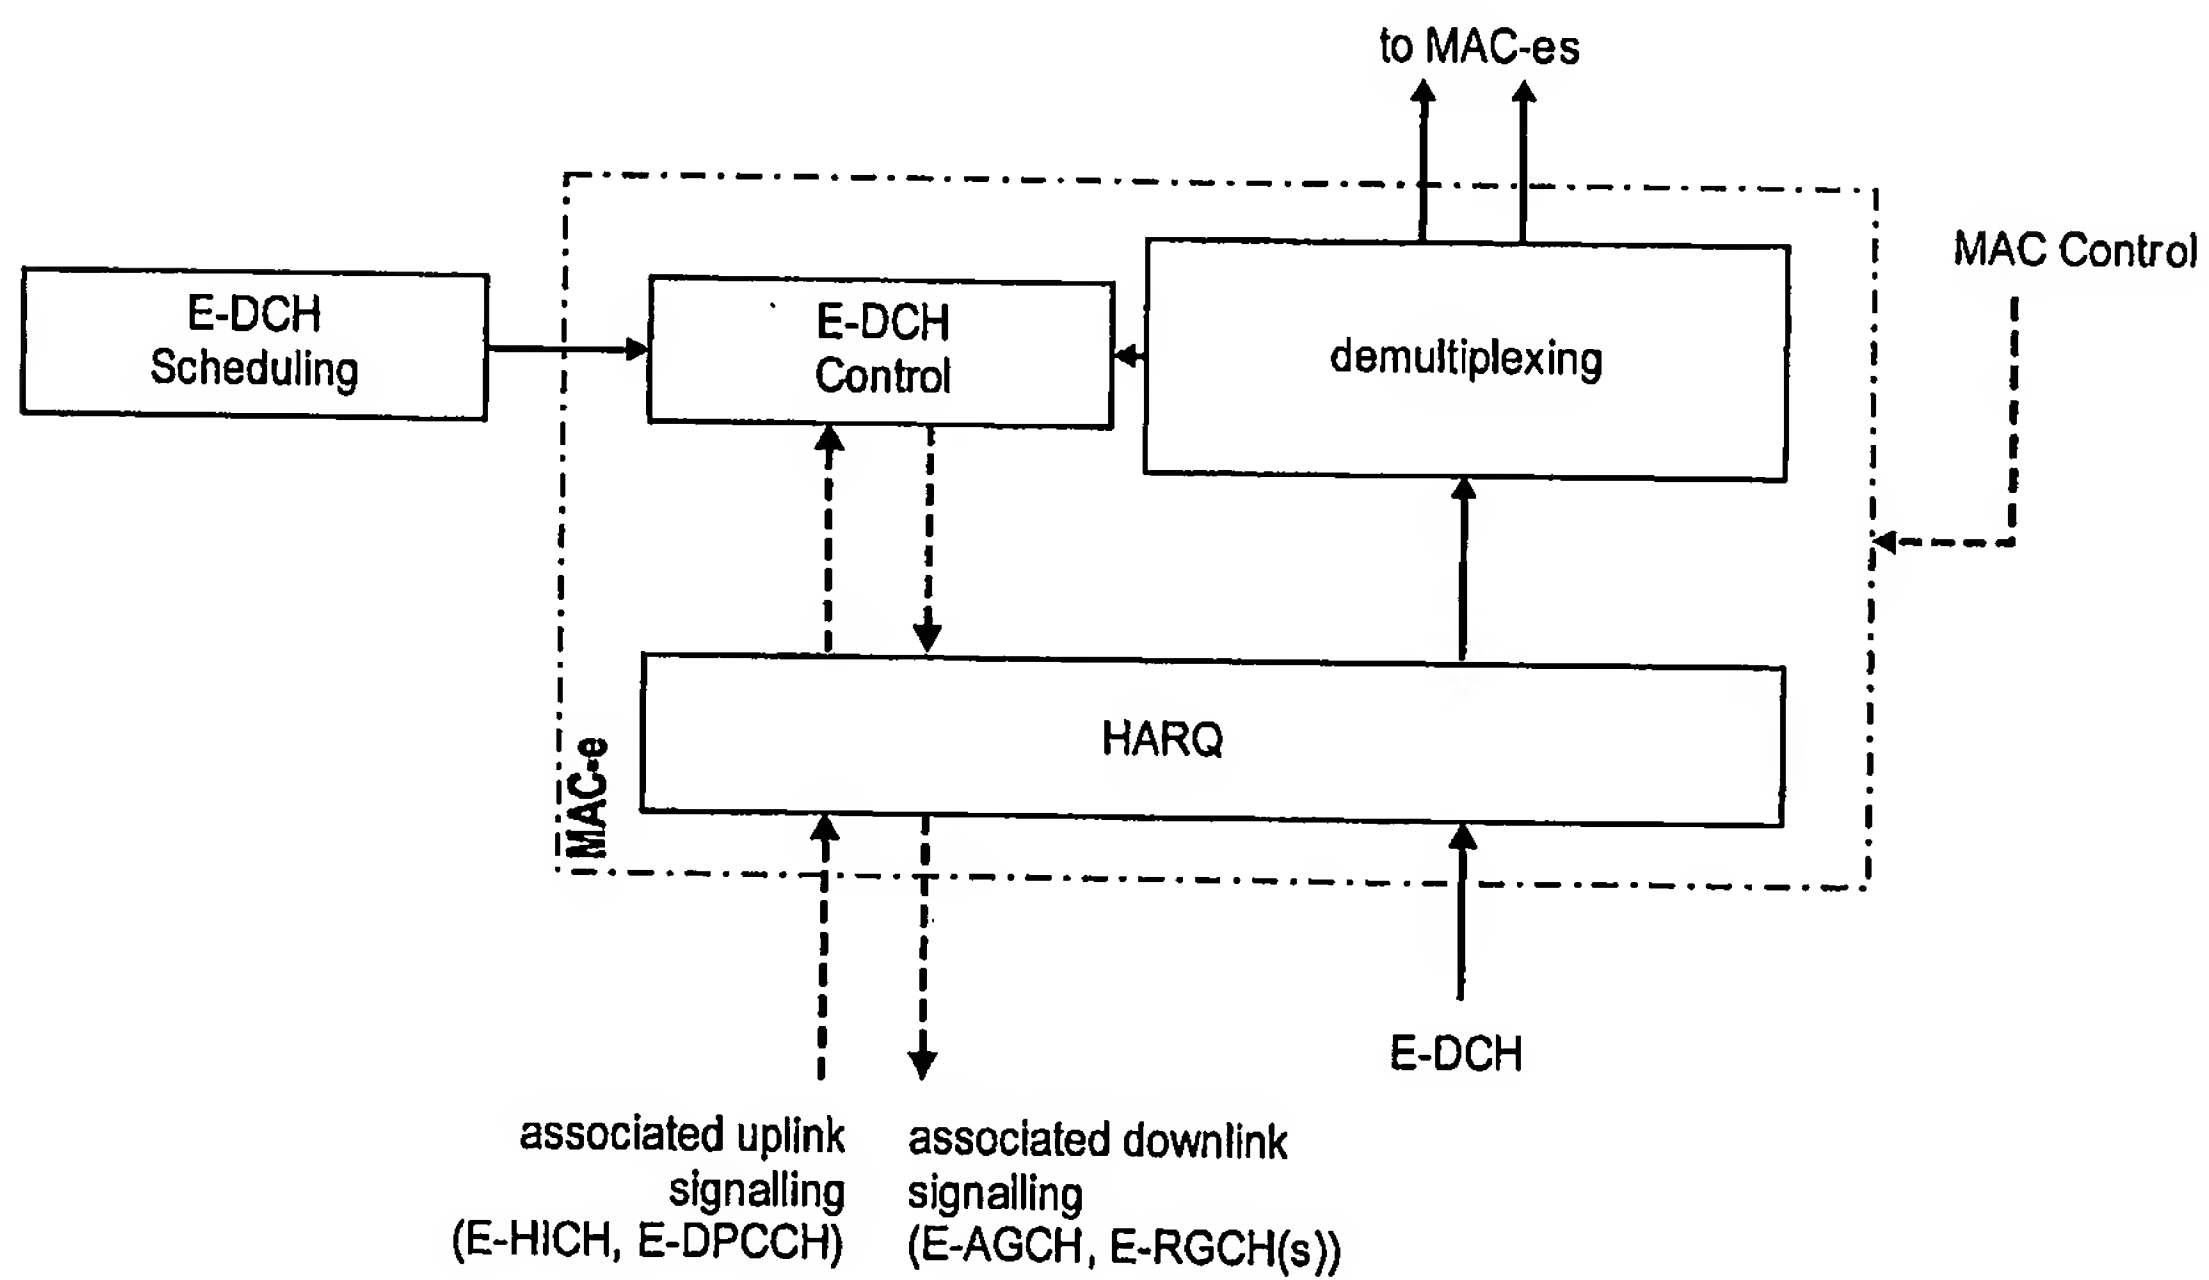 to MAC-es
MAC Control
E-DCH
Scheduling
E-DCH
Control
demultiplexing
HARQ
MAC-e
E-DCH
associated uplink
signalling
(E-HICH, E-DPCCH)
associated downlink
signalling
(E-AGCH, E-RGCH(s))